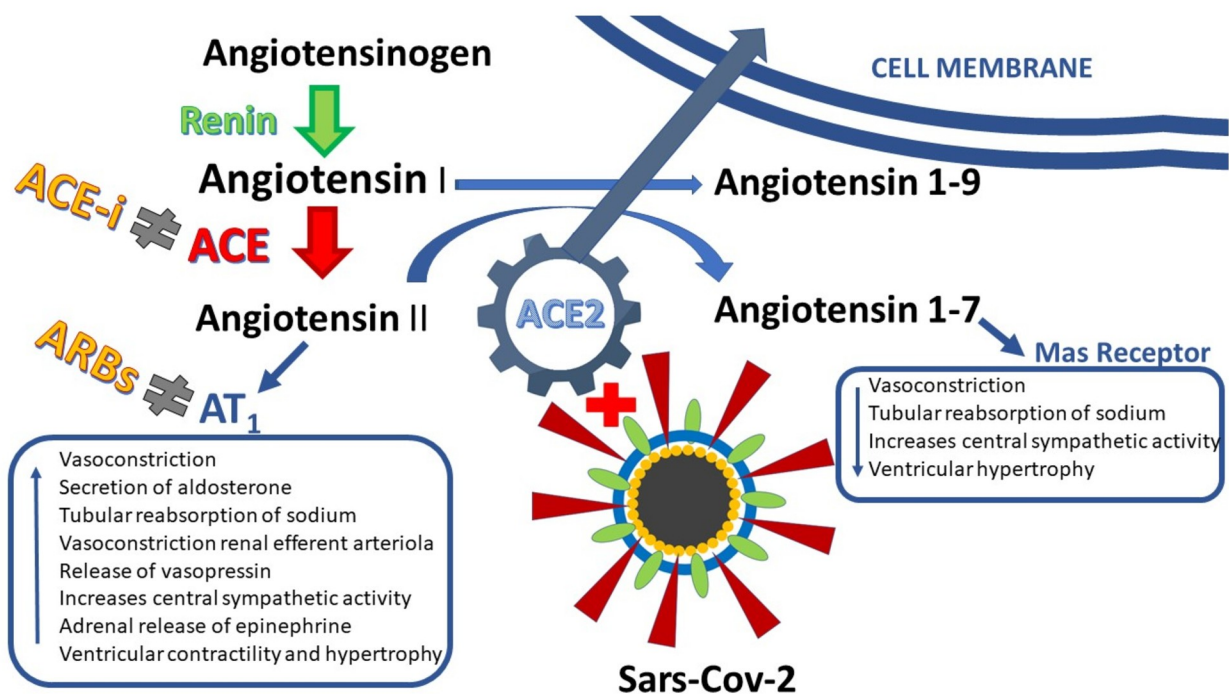 Angiotensinogen
CELL MEMBRANE
Renin
Angiotensin I
Angiotensin 1-9
ACE-i ≠ ACE
ACE2
Angiotensin II
Angiotensin 1-7
ARBs ≠ AT1
Mas Receptor
Vasoconstriction
Tubular reabsorption of sodium
Increases central sympathetic activity
Ventricular hypertrophy
Vasoconstriction
Secretion of aldosterone
Tubular reabsorption of sodium
Vasoconstriction renal efferent arteriola
Release of vasopressin
Increases central sympathetic activity
Adrenal release of epinephrine
Ventricular contractility and hypertrophy
Sars-Cov-2